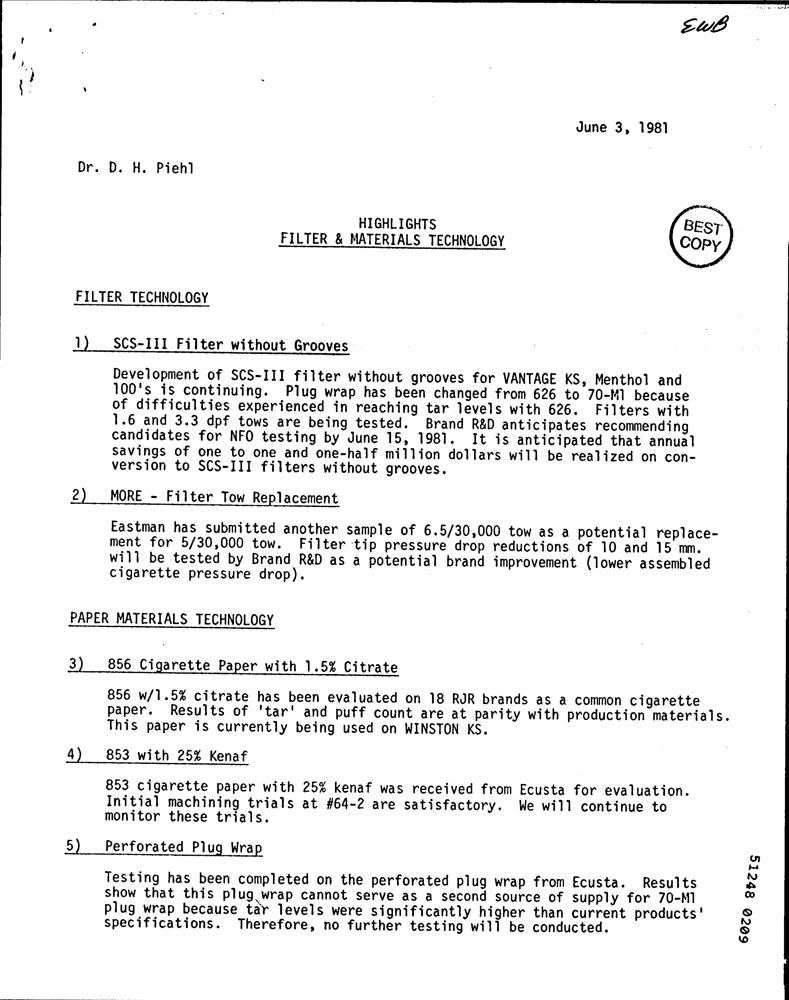 EWB
June 3, 1981
Dr. D. H. Piehl
HIGHLIGHTS
FILTER & MATERIALS TECHNOLOGY
BEST
COPY
FILTER TECHNOLOGY
1) SCS-III Filter without Grooves
Development of SCS-III filter without grooves for VANTAGE KS, Menthol and
100's is continuing. Plug wrap has been changed from 626 to 70-M1 because
of difficulties experienced in reaching tar levels with 626. Filters with
1.6 and 3.3 dpf tows are being tested. Brand R&D anticipates recommending
candidates for NFO testing by June 15, 1981. It is anticipated that annual
savings of one to one and one-half million dollars will be realized on con-
version to SCS-III filters without grooves.
2) MORE - Filter Tow Replacement
Eastman has submitted another sample of 6.5/30,000 tow as a potential replace-
ment for 5/30,000 tow. Filter tip pressure drop reductions of 10 and 15 mm.
will be tested by Brand R&D as a potential brand improvement (lower assembled
cigarette pressure drop).
PAPER MATERIALS TECHNOLOGY
3) 856 Cigarette Paper with 1.5% Citrate
856 w/1.5% citrate has been evaluated on 18 RJR brands as a common cigarette
paper. Results of 'tar' and puff count are at parity with production materials.
This paper is currently being used on WINSTON KS.
4) 853 with 25% Kenaf
853 cigarette paper with 25% kenaf was received from Ecusta for evaluation.
Initial machining trials at #64-2 are satisfactory. We will continue to
monitor these trials.
5) Perforated Plug Wrap
Testing has been completed on the perforated plug wrap from Ecusta. Results
show that this plug wrap cannot serve as a second source of supply for 70-M1
plug wrap because tar levels were significantly higher than current products'
specifications. Therefore, no further testing will be conducted.
51248 0209